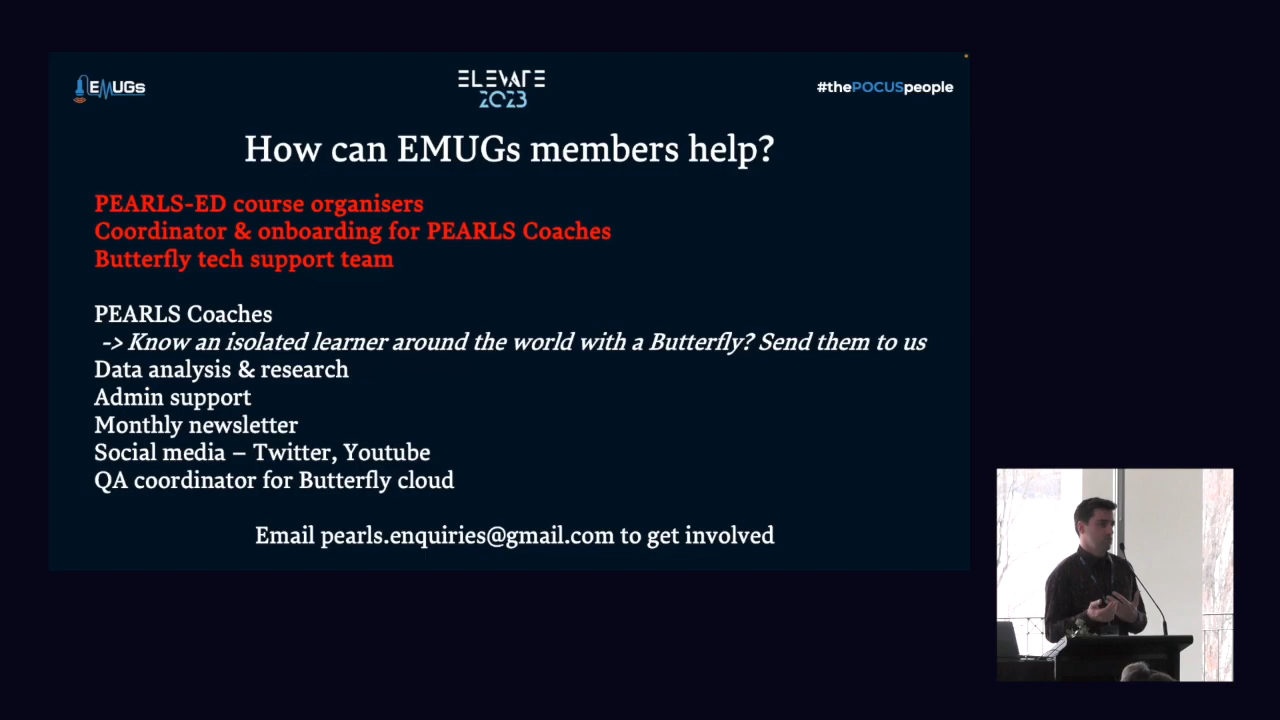 EMUGs
ELEVATE
2023
#thePOCUSpeople
How can EMUGs members help?
PEARLS-ED course organisers
Coordinator & onboarding for PEARLS Coaches
Butterfly tech support team
PEARLS Coaches
-> Know an isolated learner around the world with a Butterfly? Send them to us
Data analysis & research
Admin support
Monthly newsletter
Social media – Twitter, Youtube
QA coordinator for Butterfly cloud
Email pearls.enquiries@gmail.com to get involved